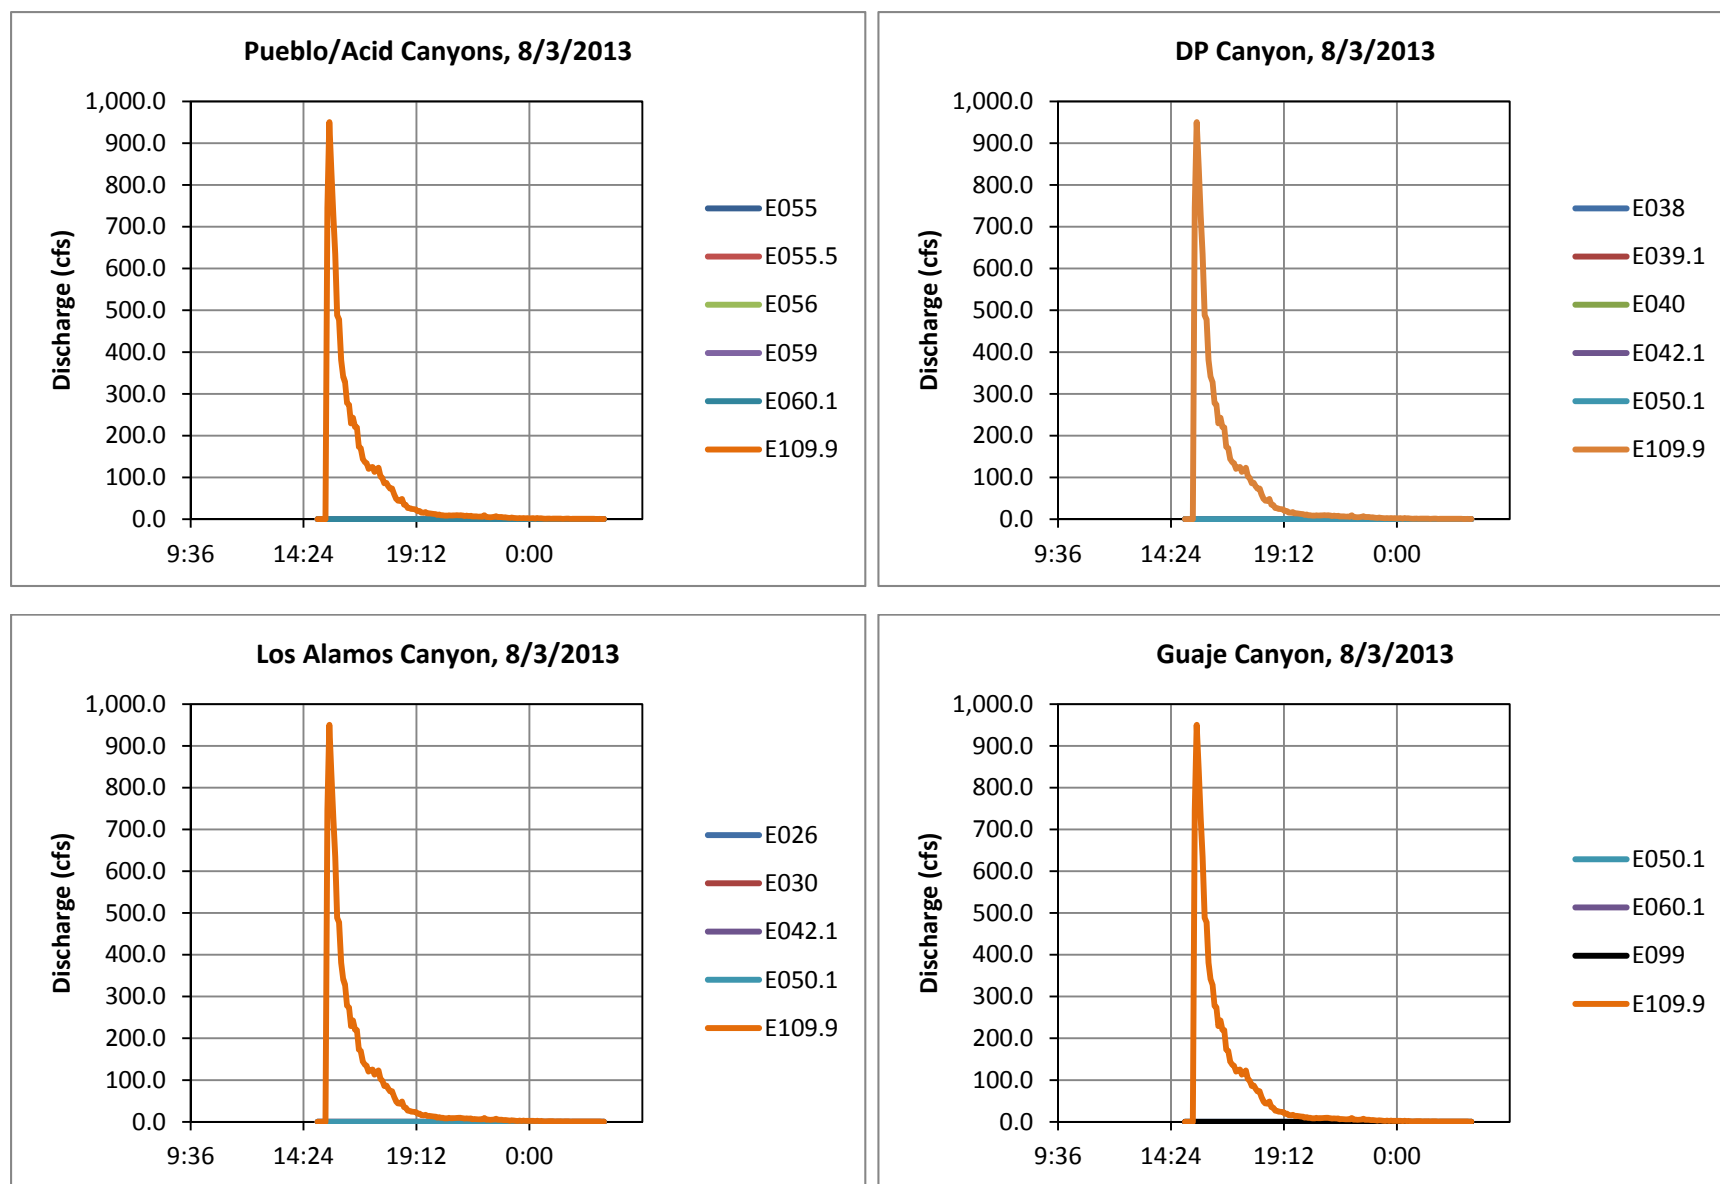 Pueblo/Acid Canyons, 8/3/2013
1,000.0
900.0
800.0
700.0
600.0
500.0
400.0
300.0
200.0
100.0
0.0
Discharge (cfs)
9:36 14:24 19:12 0:00
E055
E055.5
E056
E059
E060.1
E109.9
DP Canyon, 8/3/2013
1,000.0
900.0
800.0
700.0
600.0
500.0
400.0
300.0
200.0
100.0
0.0
Discharge (cfs)
9:36 14:24 19:12 0:00
E038
E039.1
E040
E042.1
E050.1
E109.9
Los Alamos Canyon, 8/3/2013
1,000.0
900.0
800.0
700.0
600.0
500.0
400.0
300.0
200.0
100.0
0.0
Discharge (cfs)
9:36 14:24 19:12 0:00
E026
E030
E042.1
E050.1
E109.9
Guaje Canyon, 8/3/2013
1,000.0
900.0
800.0
700.0
600.0
500.0
400.0
300.0
200.0
100.0
0.0
Discharge (cfs)
9:36 14:24 19:12 0:00
E050.1
E060.1
E099
E109.9